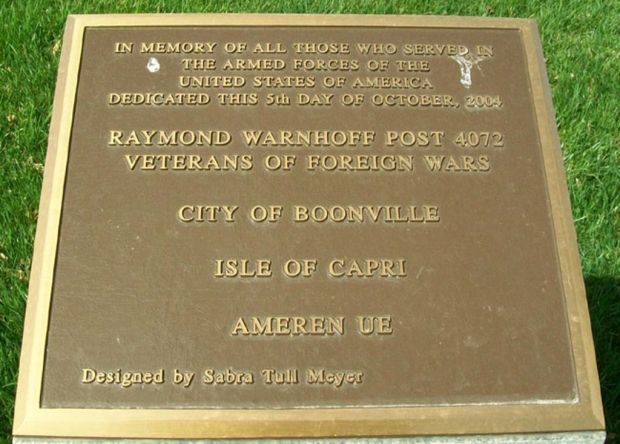 IN MEMORY OF ALL THOSE WHO SERVED IN
THE ARMED FORCES OF THE
UNITED STATES OF AMERICA
DEDICATED THIS 5th DAY OF OCTOBER, 2004
RAYMOND WARNHOFF POST 4072
VETERANS OF FOREIGN WARS
CITY OF BOONVILLE
ISLE OF CAPRI
AMEREN UE
Designed by Sabra Tull Meyer